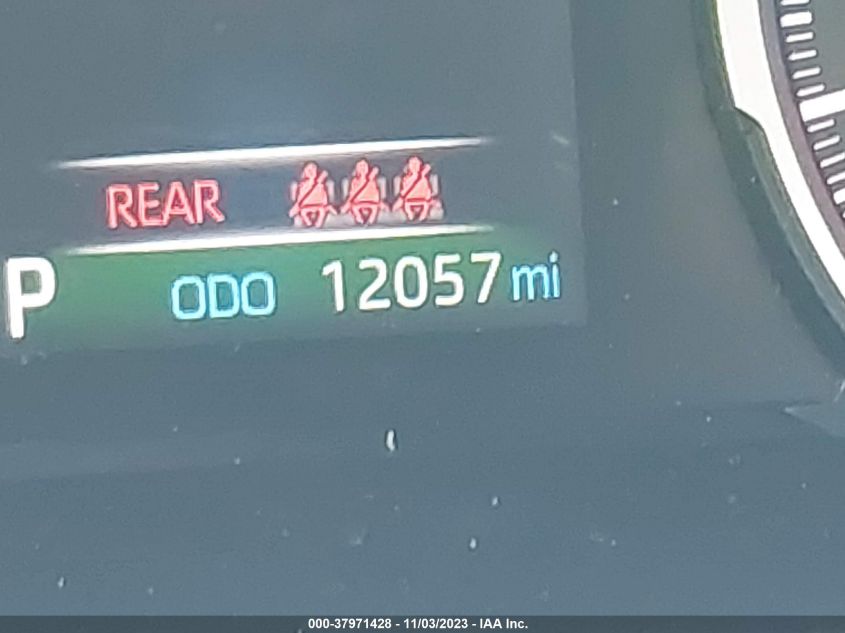 REAR
P ODO 12057 mi
000-37971428 - 11/03/2023 - IAA Inc.